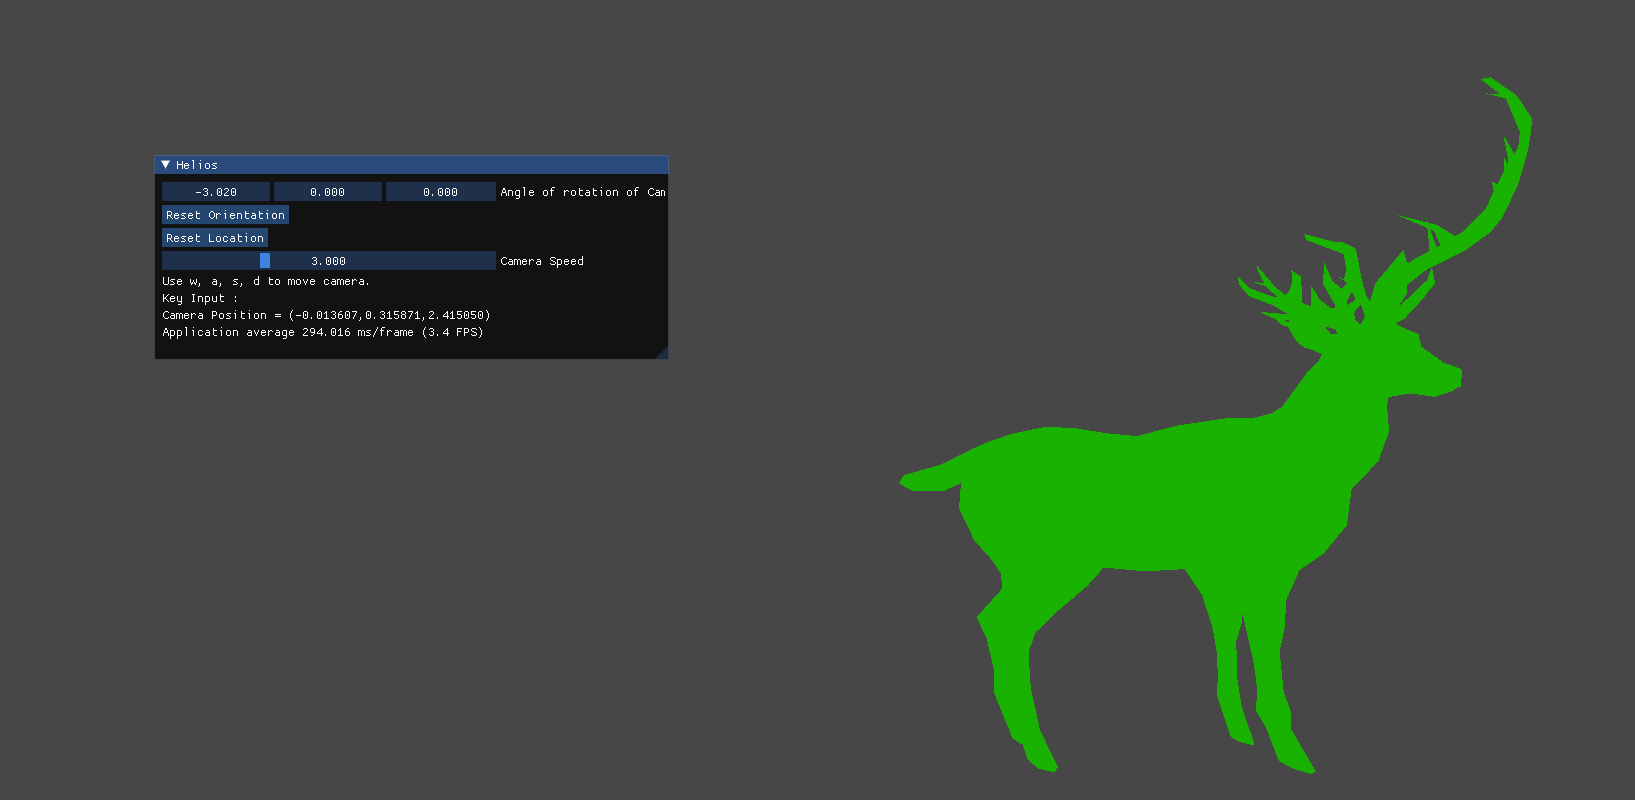 Helios
-3.020 0.000 0.000 Angle of rotation of Cam
Reset Orientation
Reset Location
3.000 Camera Speed
Use w, a, s, d to move camera.
Key Input :
Camera Position = (-0.013607,0.315871,2.415050)
Application average 294.016 ms/frame (3.4 FPS)